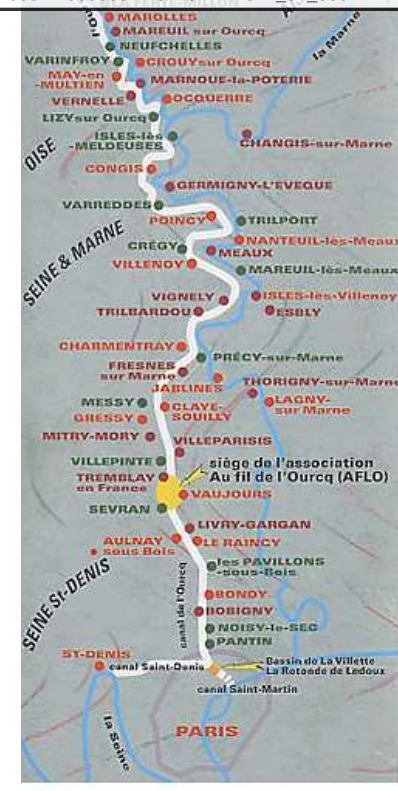 MAROLLES
MAREUIL sur Ourcq
NEUFCHELLES
la Marne
VARINFROY
CROUY sur Ourcq
MAY-en
-MULTIEN
MARNOUE-la-POTERIE
VERNELLE
OCQUERRE
LIZY sur Ourcq
ISLES-lès
-MELDEUSES
CHANGIS-sur-Marne
OISE
CONGIS
GERMIGNY-L'EVEQUE
VARREDDES
POINCY
TRILPORT
SEINE & MARNE
CRÉGY
NANTEUIL-lès-Meaux
MEAUX
VILLENOY
MAREUIL-lès-Meaux
VIGNELY
ISLES-lès-Villenoy
TRILBARDOU
ESBLY
CHARMENTRAY
PRÉCY-sur-Marne
FRESNES
sur Marne
JABLINES
THORIGNY-sur-Marne
MESSY
CLAYE-
SOUILLY
LAGNY-
sur Marne
GRESSY
MITRY-MORY
VILLEPARISIS
VILLEPINTE
siège de l'association
Au fil de l'Ourcq (AFLO)
TREMBLAY
en France
VAUJOURS
SEVRAN
LIVRY-GARGAN
AULNAY
sous Bois
LE RAINCY
SEINE St-DENIS
les PAVILLONS
-sous-Bois
canal de l'Ourcq
BONDY
BOBIGNY
NOISY-le-SEC
PANTIN
ST-DENIS
canal Saint-Denis
Bassin de La Villette
La Rotonde de Ledoux
canal Saint-Martin
la Seine
PARIS